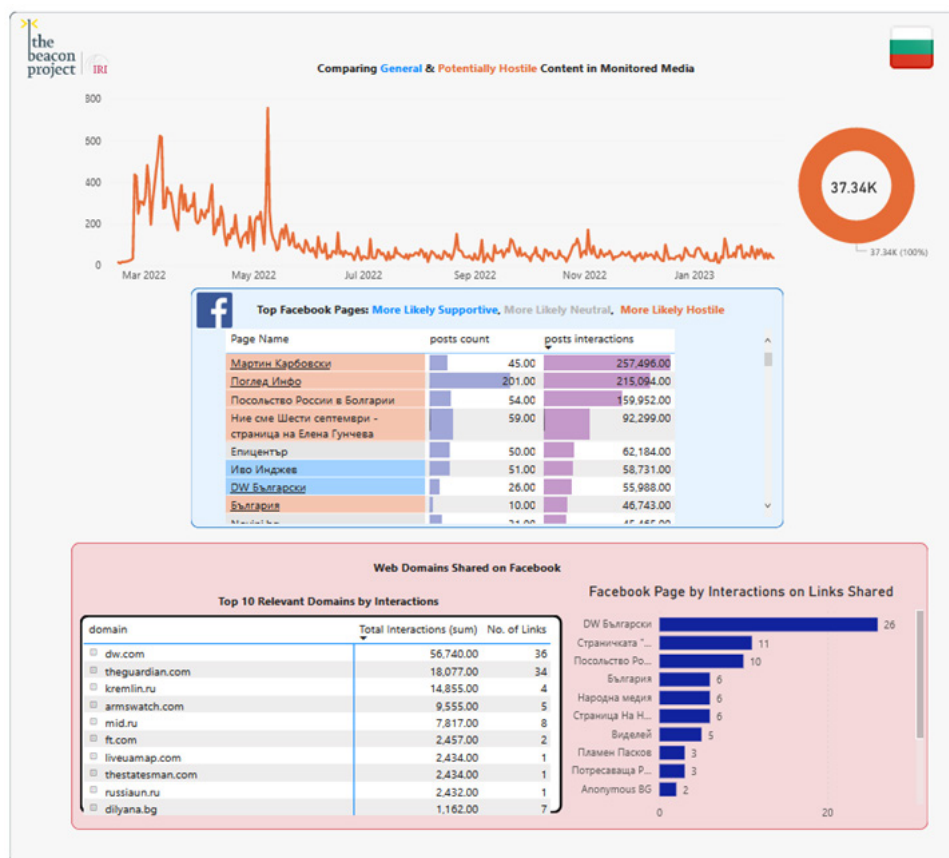 the
beacon
project IRI
Comparing General & Potentially Hostile Content in Monitored Media
800
600
400
200
0
Mar 2022 May 2022 Jul 2022 Sep 2022 Nov 2022 Jan 2023
37.34K
37.34K (100%)
Top Facebook Pages: More Likely Supportive, More Likely Neutral, More Likely Hostile
Page Name posts count posts interactions
Мартин Карбовски 45.00 257,496.00
Поглед Инфо 201.00 215,094.00
Посольство России в Болгарии 54.00 159,952.00
Ние сме Шести септември - 59.00 92,299.00
страница на Елена Гунчева
Епицентър 50.00 62,184.00
Иво Инджев 51.00 58,731.00
DW Български 26.00 55,988.00
България 10.00 46,743.00
Web Domains Shared on Facebook
Top 10 Relevant Domains by Interactions
domain Total Interactions (sum) No. of Links
dw.com 56,740.00 36
theguardian.com 18,077.00 34
kremlin.ru 14,855.00 4
armswatch.com 9,555.00 5
mid.ru 7,817.00 8
ft.com 2,457.00 2
liveuamap.com 2,434.00 1
thestatesman.com 2,434.00 1
russiaun.ru 2,432.00 1
dilyana.bg 1,162.00 7
Facebook Page by Interactions on Links Shared
DW Български 26
Страничката "... 11
Посолство Ро... 10
България 6
Народна медия 6
Страница На Н... 6
Виделей 5
Пламен Пасков 3
Потресаваща Р... 3
Anonymous BG 2
0 20